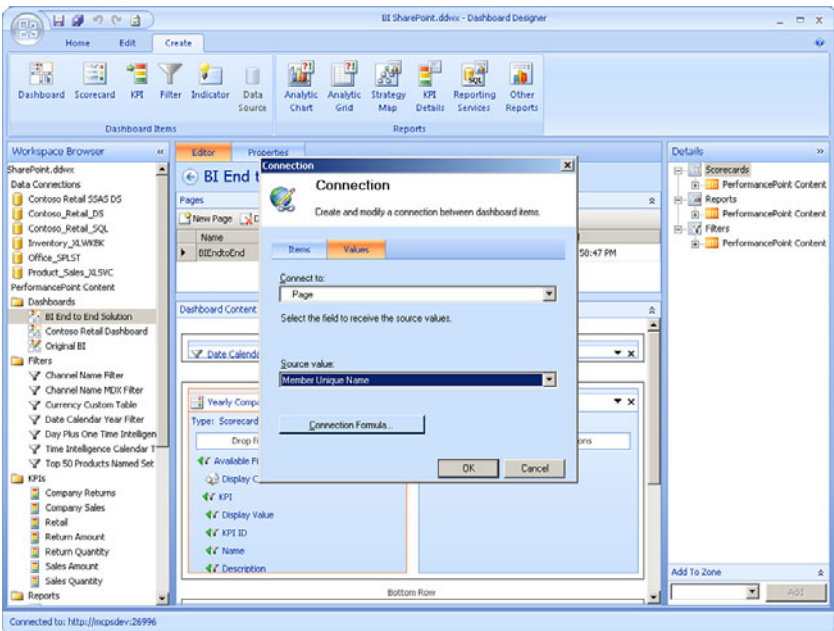 BI SharePoint.ddwx - Dashboard Designer
Home Edit Create
Dashboard Scorecard KPI Filter Indicator Data Source
Analytic Chart Analytic Grid Strategy Map KPI Details Reporting Services Other Reports
Dashboard Items Reports
Workspace Browser
SharePoint.ddwx
Data Connections
Contoso Retail SSAS DS
Contoso_Retail_DS
Contoso_Retail_SQL
Inventory_XLWKBK
Office_SPLST
Product_Sales_XLSVC
PerformancePoint Content
Dashboards
BI End to End Solution
Contoso Retail Dashboard
Original BI
Filters
Channel Name Filter
Channel Name MDX Filter
Currency Custom Table
Date Calendar Year Filter
Day Plus One Time Intelligen
Time Intelligence Calendar T
Top 50 Products Named Set
KPIs
Company Returns
Company Sales
Retail
Return Amount
Return Quantity
Sales Amount
Sales Quantity
Reports
Editor Properties
BI End t
Pages
New Page D
Name
BIEndtoEnd
50:47 PM
Dashboard Content
Date Calenda
Yearly Compa
Type: Scorecard
Drop fi
ons
Available Fi
Display C
KPI
Display Value
KPI ID
Name
Description
Bottom Row
Connection
Connection
Create and modify a connection between dashboard items.
Items Values
Connect to:
Page
Select the field to receive the source values.
Source value:
Member Unique Name
Connection Formula...
OK Cancel
Details
Scorecards
PerformancePoint Content
Reports
PerformancePoint Content
Filters
PerformancePoint Content
Add To Zone
Add
Connected to: http://mcpsdev:26996